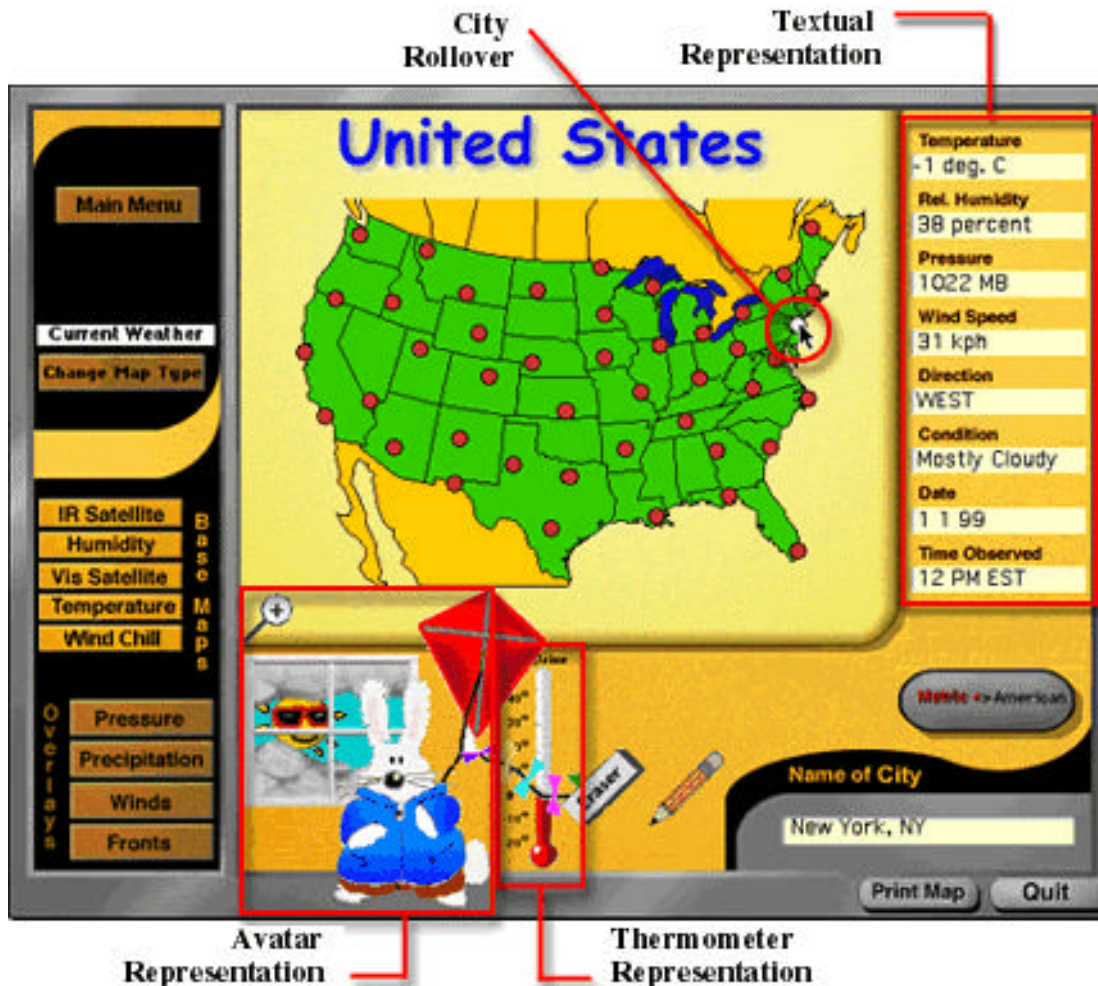 City
Rollover
Textual
Representation
United States
Main Menu
Current Weather
Change Map Type
IR Satellite
Humidity
Vis Satellite
Temperature
Wind Chill
Base Maps
Overlays
Pressure
Precipitation
Winds
Fronts
Temperature
-1 deg. C
Rel. Humidity
38 percent
Pressure
1022 MB
Wind Speed
31 kph
Direction
WEST
Condition
Mostly Cloudy
Date
1 1 99
Time Observed
12 PM EST
Eraser
Metric <> American
Name of City
New York, NY
Print Map
Quit
Avatar
Representation
Thermometer
Representation